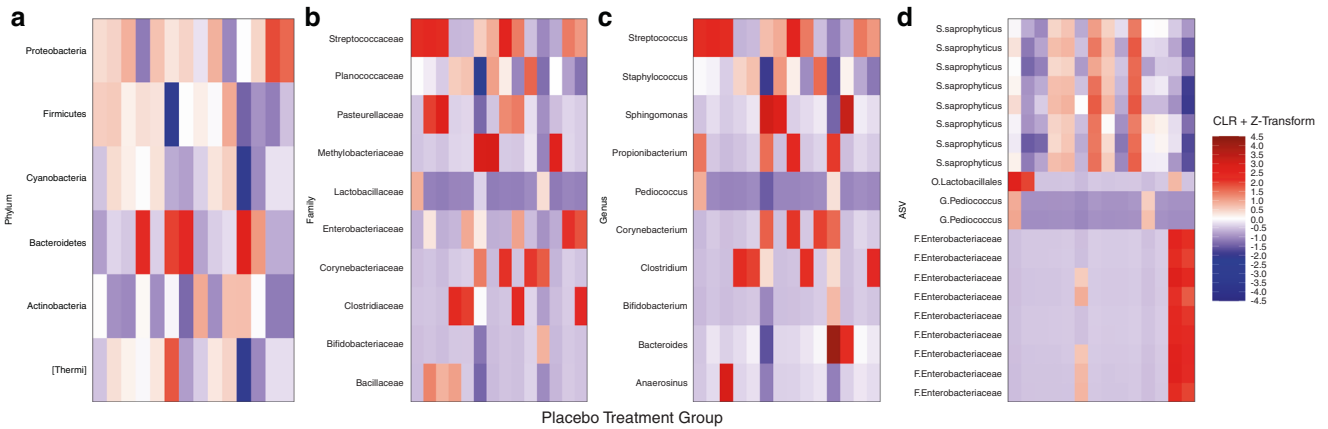 a
Phylum
Proteobacteria
Firmicutes
Cyanobacteria
Bacteroidetes
Actinobacteria
[Thermi]
b
Family
Streptococcaceae
Planococcaceae
Pasteurellaceae
Methylobacteriaceae
Lactobacillaceae
Enterobacteriaceae
Corynebacteriaceae
Clostridiaceae
Bifidobacteriaceae
Bacillaceae
c
Genus
Streptococcus
Staphylococcus
Sphingomonas
Propionibacterium
Pediococcus
Corynebacterium
Clostridium
Bifidobacterium
Bacteroides
Anaerosinus
d
ASV
S.saprophyticus
S.saprophyticus
S.saprophyticus
S.saprophyticus
S.saprophyticus
S.saprophyticus
S.saprophyticus
S.saprophyticus
O.Lactobacillales
G.Pediococcus
G.Pediococcus
F.Enterobacteriaceae
F.Enterobacteriaceae
F.Enterobacteriaceae
F.Enterobacteriaceae
F.Enterobacteriaceae
F.Enterobacteriaceae
F.Enterobacteriaceae
F.Enterobacteriaceae
F.Enterobacteriaceae
CLR + Z-Transform
4.5
4.0
3.5
3.0
2.5
2.0
1.5
1.0
0.5
0.0
-0.5
-1.0
-1.5
-2.0
-2.5
-3.0
-3.5
-4.0
-4.5
Placebo Treatment Group